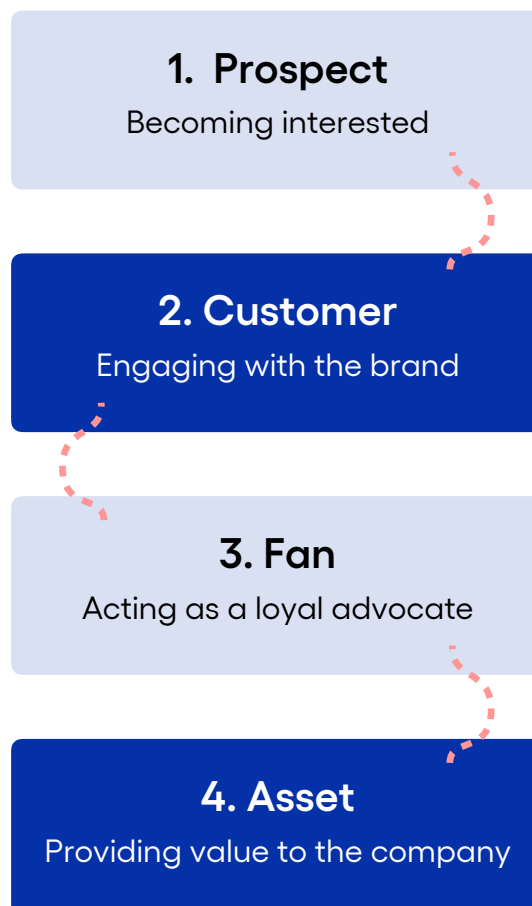 1. Prospect
Becoming interested
2. Customer
Engaging with the brand
3. Fan
Acting as a loyal advocate
4. Asset
Providing value to the company